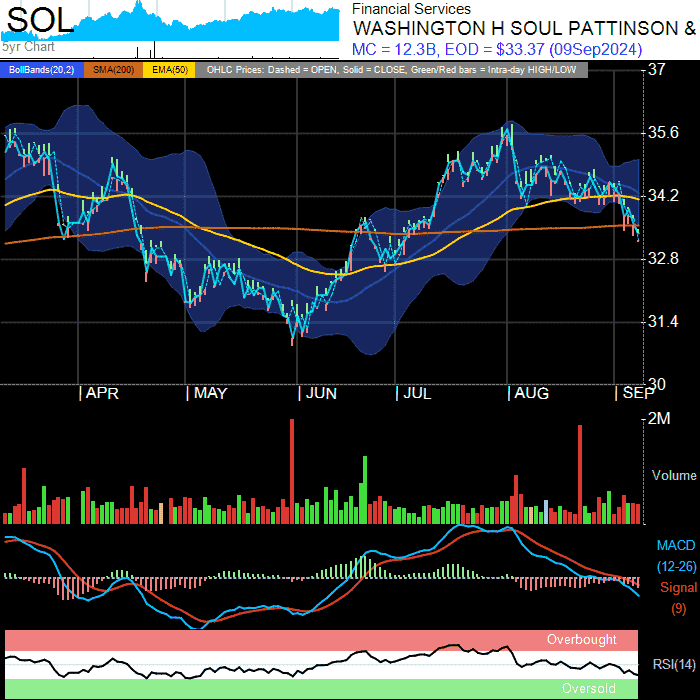 SOL
5yr Chart
Financial Services
WASHINGTON H SOUL PATTINSON &
MC = 12.3B, EOD = $33.37 (09Sep2024)
BollBands(20,2) SMA(200) EMA(50) OHLC Prices: Dashed = OPEN, Solid = CLOSE, Green/Red bars = Intra-day HIGH/LOW
37
35.6
34.2
32.8
31.4
30
| APR | MAY | JUN | JUL | AUG | SEP
2M
Volume
MACD
(12-26)
Signal
(9)
Overbought
RSI(14)
Oversold